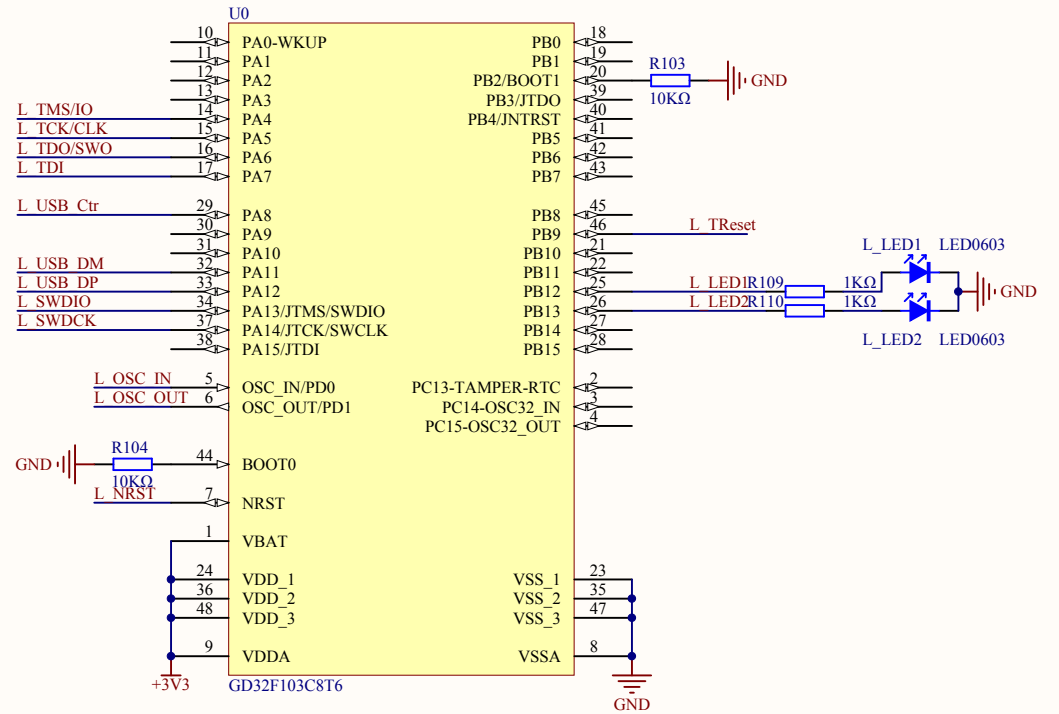 U0
10 PA0-WKUP PB0 18
11 PA1 PB1 19
12 PA2 PB2/BOOT1 20 R103 10KΩ GND
13 PA3 PB3/JTDO 39
L_TMS/IO 14 PA4 PB4/JNTRST 40
L_TCK/CLK 15 PA5 PB5 41
L_TDO/SWO 16 PA6 PB6 42
L_TDI 17 PA7 PB7 43
L_USB_Ctr 29 PA8 PB8 45
30 PA9 PB9 46 L_TReset
31 PA10 PB10 21
L_USB_DM 32 PA11 PB11 22
L_LED1 LED0603
L_USB_DP 33 PA12 PB12 25 L_LED1 R109 1KΩ GND
L_SWDIO 34 PA13/JTMS/SWDIO PB13 26 L_LED2 R110 1KΩ
L_SWDCK 37 PA14/JTCK/SWCLK PB14 27
L_LED2 LED0603
38 PA15/JTDI PB15 28
L_OSC_IN 5 OSC_IN/PD0 PC13-TAMPER-RTC 2
L_OSC_OUT 6 OSC_OUT/PD1 PC14-OSC32_IN 3
PC15-OSC32_OUT 4
GND R104 10KΩ 44 BOOT0
L_NRST 7 NRST
1 VBAT
24 VDD_1 VSS_1 23
36 VDD_2 VSS_2 35
48 VDD_3 VSS_3 47
9 VDDA VSSA 8
+3V3 GD32F103C8T6
GND